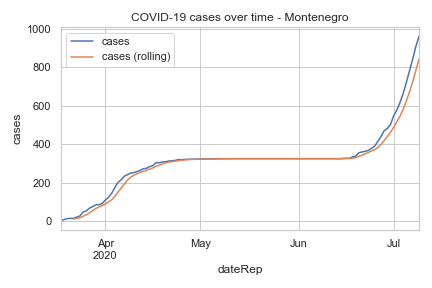 COVID-19 cases over time - Montenegro
cases
cases (rolling)
1000
800
600
400
200
0
cases
Apr
2020
May
Jun
Jul
dateRep